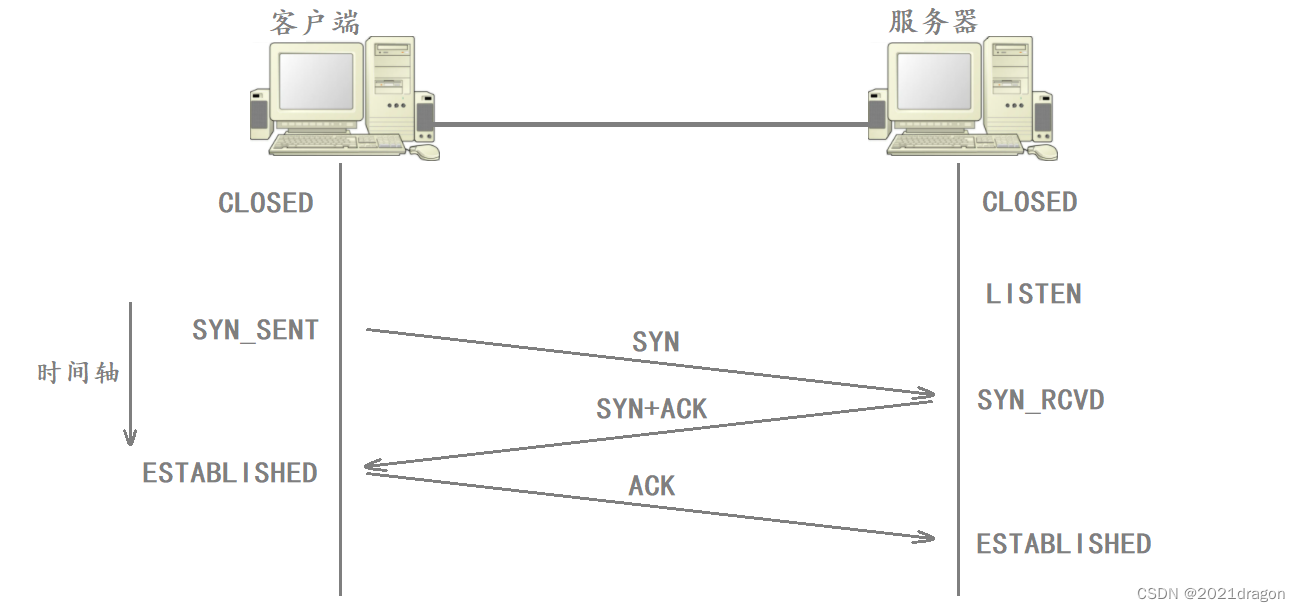 客户端
服务器
CLOSED
CLOSED
LISTEN
SYN_SENT
SYN
时间轴
SYN+ACK
SYN_RCVD
ESTABLISHED
ACK
ESTABLISHED
CSDN @2021dragon